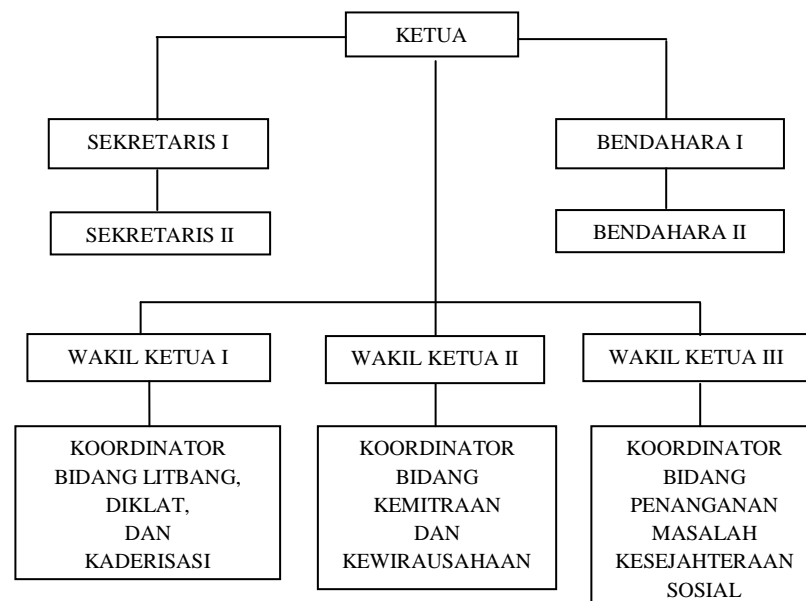 KETUA
SEKRETARIS I
BENDAHARA I
SEKRETARIS II
BENDAHARA II
WAKIL KETUA I
WAKIL KETUA II
WAKIL KETUA III
KOORDINATOR
BIDANG LITBANG,
DIKLAT,
DAN
KADERISASI
KOORDINATOR
BIDANG
KEMITRAAN
DAN
KEWIRAUSAHAAN
KOORDINATOR
BIDANG
PENANGANAN
MASALAH
KESEJAHTERAAN
SOSIAL